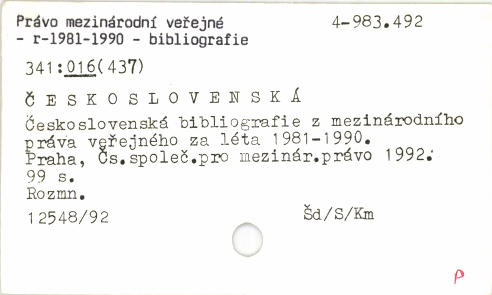 Právo mezinárodní veřejné
4-983.492
- r-1981-1990 - bibliografie
341:016(437)
Č E S K O S L O V E N S K Á
Československá bibliografie z mezinárodního
práva veřejného za léta 1981-1990.
Praha, Čs.společ.pro mezinár.právo 1992.
99 s.
Rozmn.
12548/92
Šd/S/Km
P